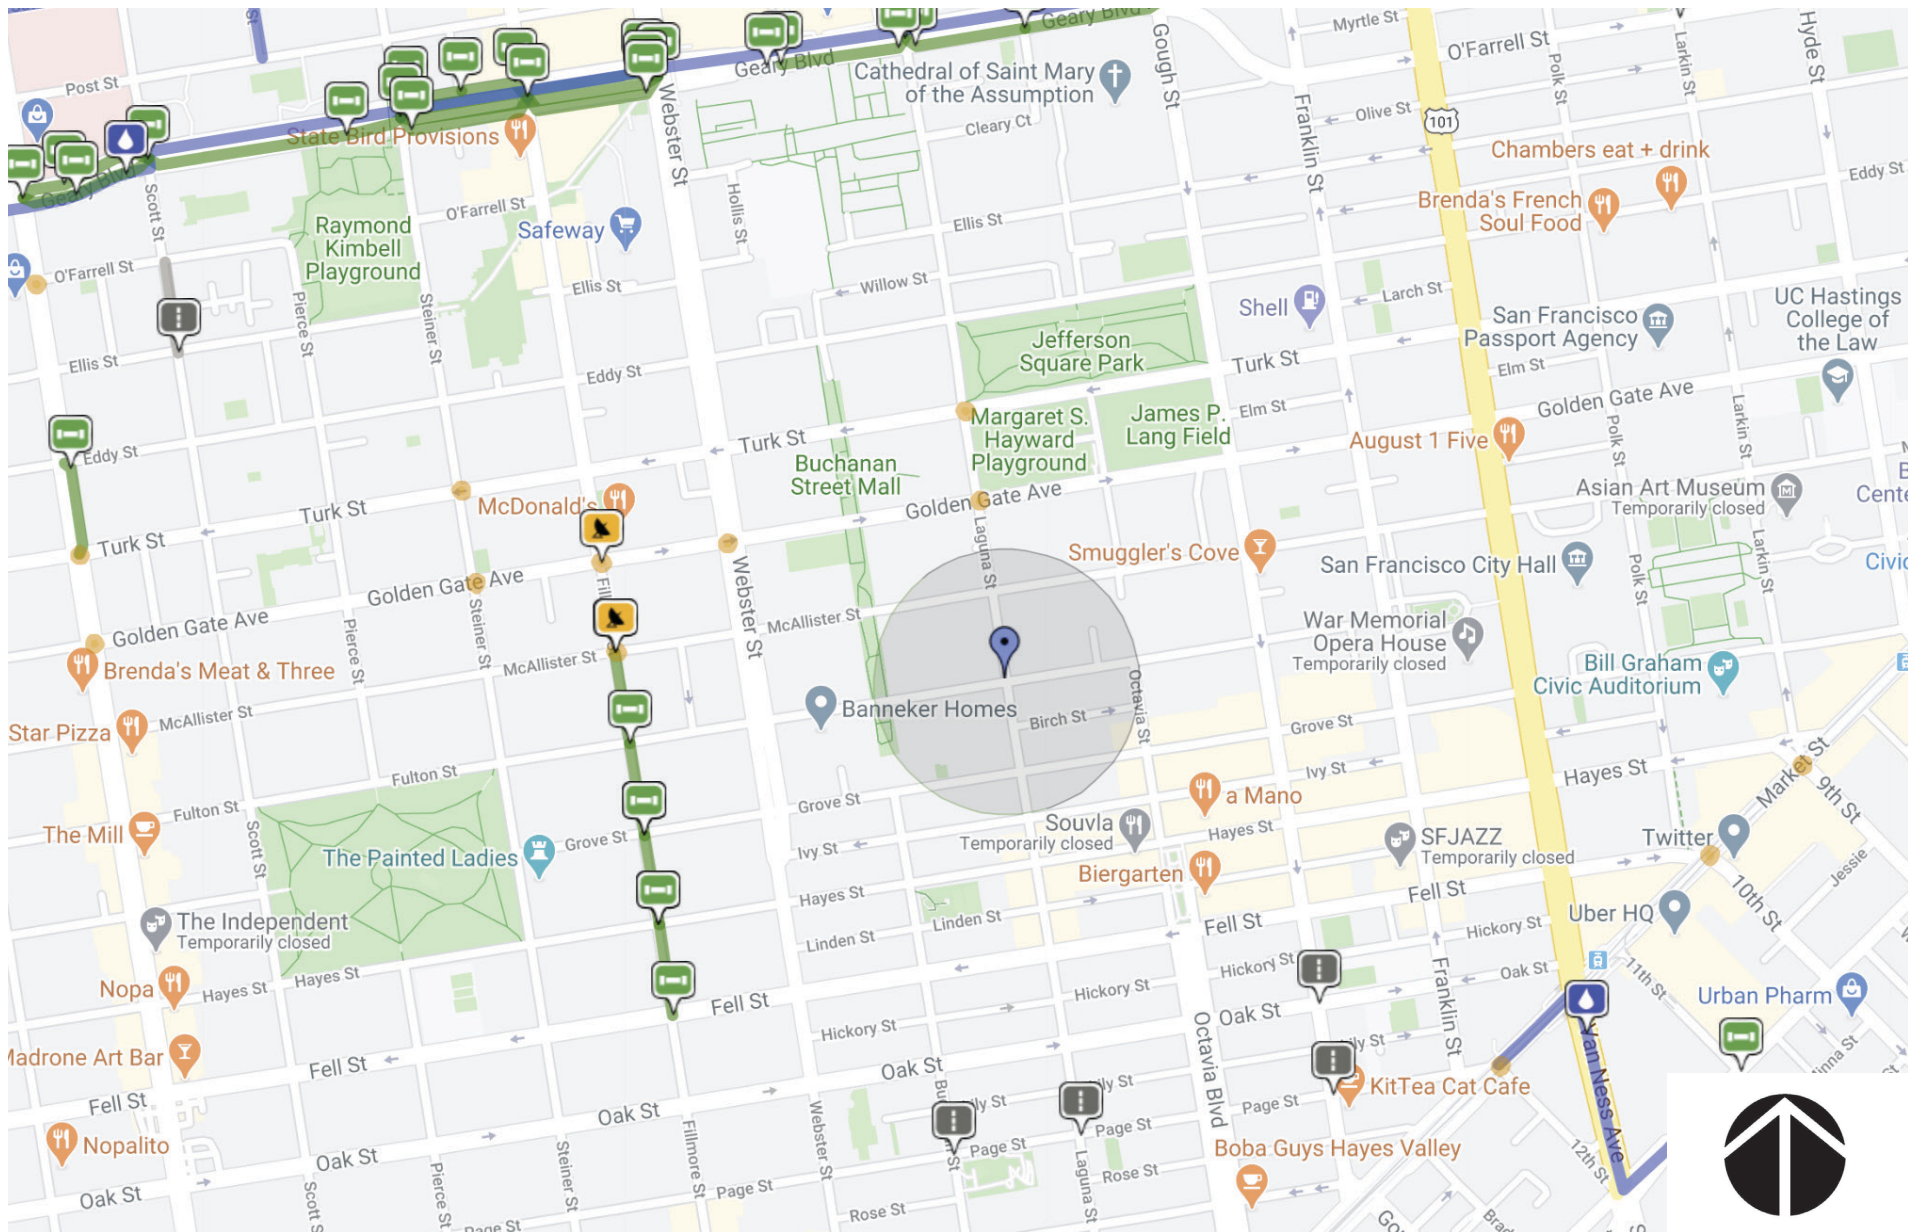 Post St
Geary Blvd
Geary Blvd
Geary Blvd
Myrtle St
O'Farrell St
Larkin St
Hyde St
Polk St
Gough St
Cathedral of Saint Mary
of the Assumption
Cleary Ct
Olive St
Franklin St
101
State Bird Provisions
Webster St
Chambers eat + drink
Eddy St
Brenda's French
Soul Food
Scott St
Hollis St
O'Farrell St
Raymond
Kimbell
Playground
Safeway
Ellis St
O'Farrell St
Ellis St
Willow St
Larch St
Shell
San Francisco
Passport Agency
UC Hastings
College of
the Law
Pierce St
Steiner St
Ellis St
Eddy St
Jefferson
Square Park
Turk St
Elm St
Golden Gate Ave
Elm St
Larkin St
Polk St
Margaret S.
Hayward
Playground
James P.
Lang Field
August 1 Five
Eddy St
Turk St
Buchanan
Street Mall
Golden Gate Ave
Asian Art Museum
Temporarily closed
McDonald's
Turk St
Turk St
Laguna St
Smuggler's Cove
San Francisco City Hall
Polk St
Larkin St
Webster St
Golden Gate Ave
Steiner St
Golden Gate Ave
Pierce St
McAllister St
McAllister St
War Memorial
Opera House
Temporarily closed
Bill Graham
Civic Auditorium
Brenda's Meat & Three
McAllister St
Octavia St
Banneker Homes
Birch St
Grove St
Star Pizza
Fulton St
Ivy St
Hayes St
Market St
9th St
Fulton St
Scott St
The Mill
Grove St
a Mano
Souvla
Temporarily closed
Hayes St
SFJAZZ
Temporarily closed
Twitter
Grove St
The Painted Ladies
Ivy St
Biergarten
Fell St
10th St
Jessie
Hayes St
Linden St
The Independent
Temporarily closed
Linden St
Fell St
Hickory St
Uber HQ
Nopa
Hayes St
Hayes St
Fell St
Hickory St
Hickory St
Oak St
11th St
Urban Pharm
Franklin St
Octavia Blvd
Oak St
Hickory St
Madrone Art Bar
Fell St
Oak St
Minna St
Van Ness Ave
KitTea Cat Cafe
Fell St
Oak St
Page St
Page St
Page St
Boba Guys Hayes Valley
12th St
Nopalito
Oak St
Webster St
Fillmore St
Steiner St
Pierce St
Scott S
Laguna St
Rose St
Oak St
Page St
Rose St
Page St